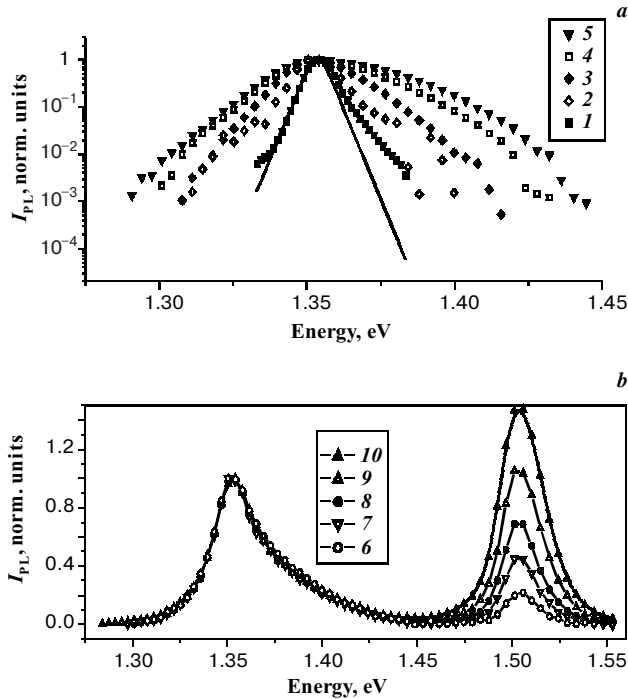 a
5
4
3
2
1
1
10⁻¹
10⁻²
10⁻³
10⁻⁴
I_PL, norm. units
1.30 1.35 1.40 1.45
Energy, eV
b
10
9
8
7
6
1.2
0.8
0.4
0.0
I_PL, norm. units
1.30 1.35 1.40 1.45 1.50 1.55
Energy, eV